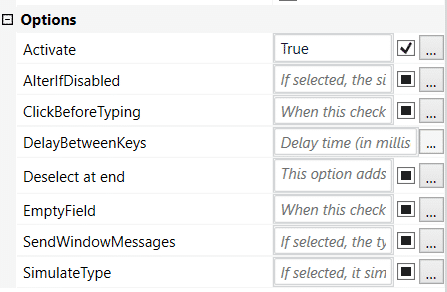 Options
Activate True ...
AlterIfDisabled If selected, the si ...
ClickBeforeTyping When this check ...
DelayBetweenKeys Delay time (in millis ...
Deselect at end This option adds ...
EmptyField When this check ...
SendWindowMessages If selected, the ty ...
SimulateType If selected, it sim ...